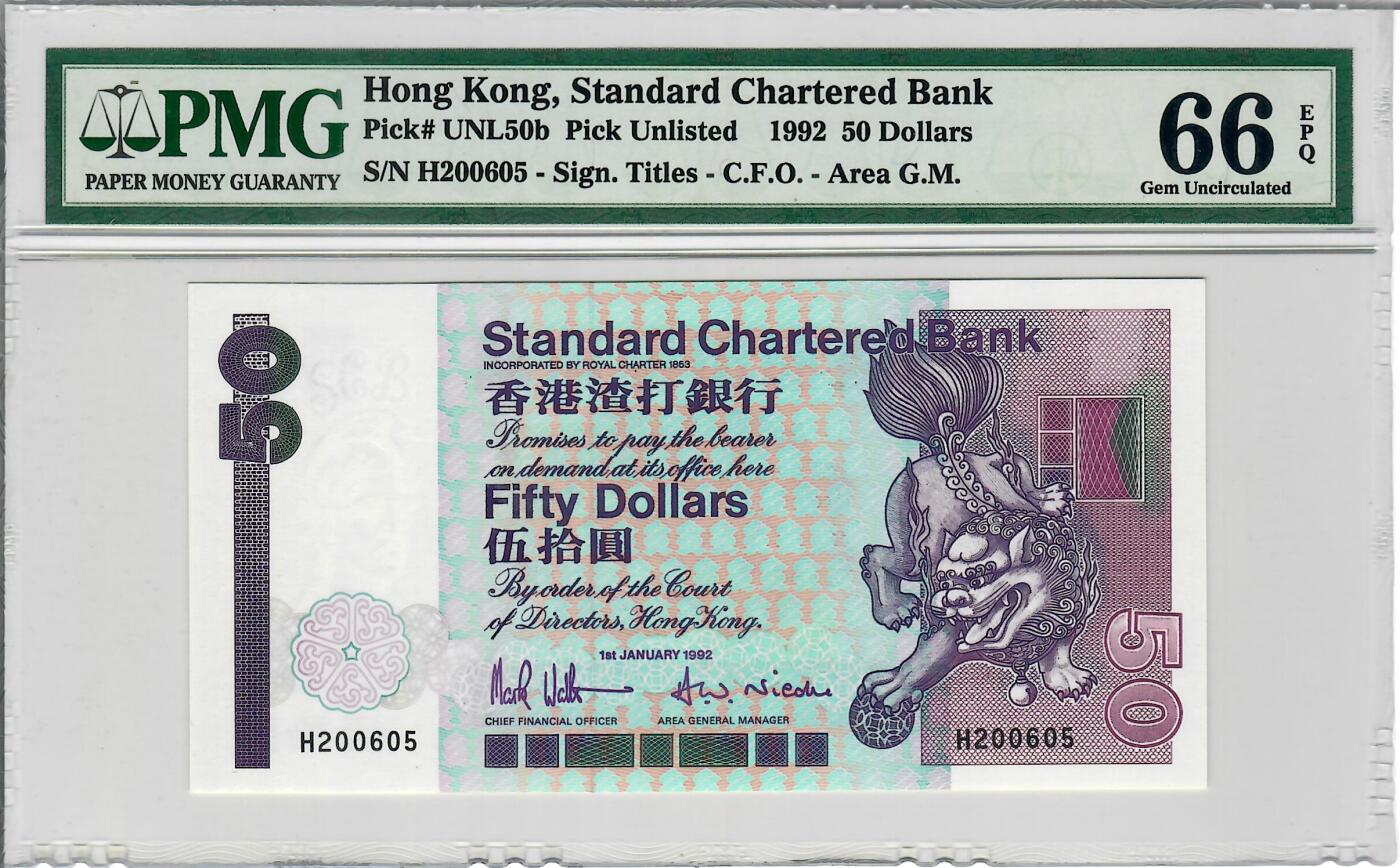 PMG
PAPER MONEY GUARANTY
Hong Kong, Standard Chartered Bank
Pick# UNL50b Pick Unlisted 1992 50 Dollars
S/N H200605 - Sign. Titles - C.F.O. - Area G.M.
66 EPQ
Gem Uncirculated
50
Standard Chartered Bank
INCORPORATED BY ROYAL CHARTER 1853
香港渣打銀行
Promises to pay the bearer
on demand at its office here
Fifty Dollars
伍拾圓
By order of the Court
of Directors, Hong Kong.
1st JANUARY 1992
CHIEF FINANCIAL OFFICER AREA GENERAL MANAGER
H200605
H200605
50